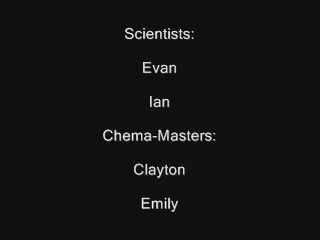 Scientists:
Evan
Ian
Chema-Masters:
Clayton
Emily